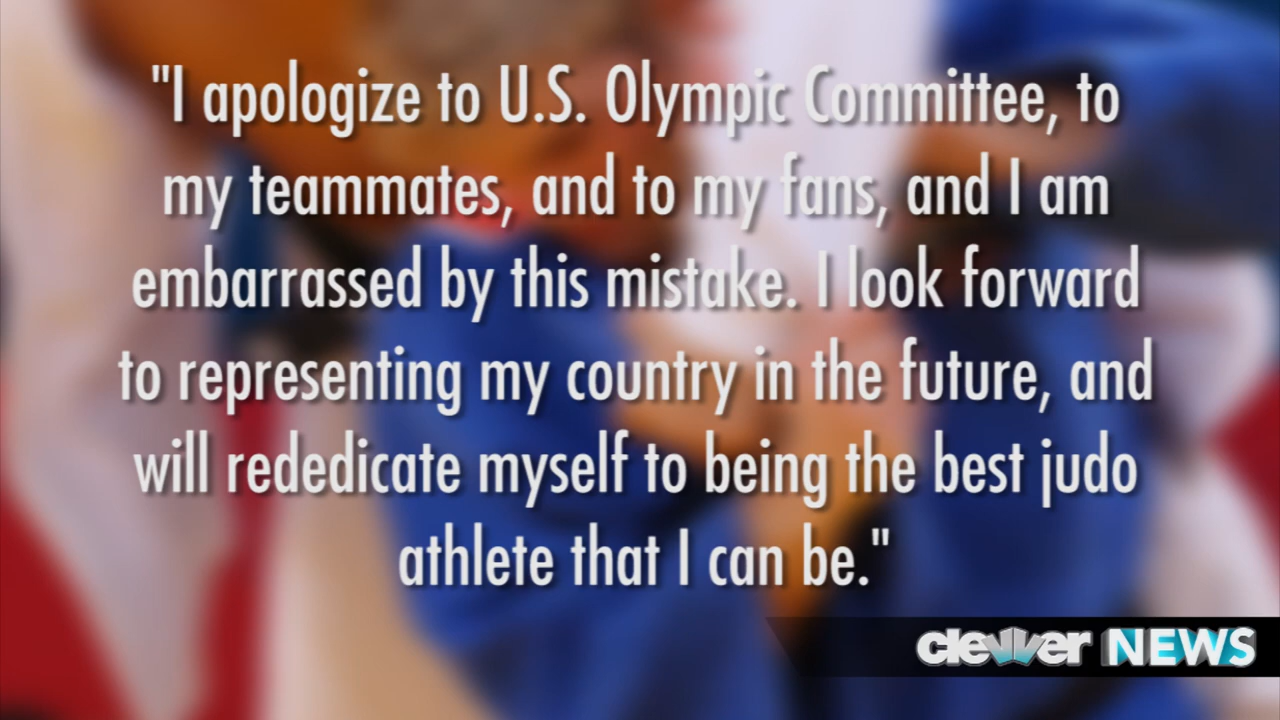 "I apologize to U.S. Olympic Committee, to
my teammates, and to my fans, and I am
embarrassed by this mistake. I look forward
to representing my country in the future, and
will rededicate myself to being the best judo
athlete that I can be."
clevver NEWS